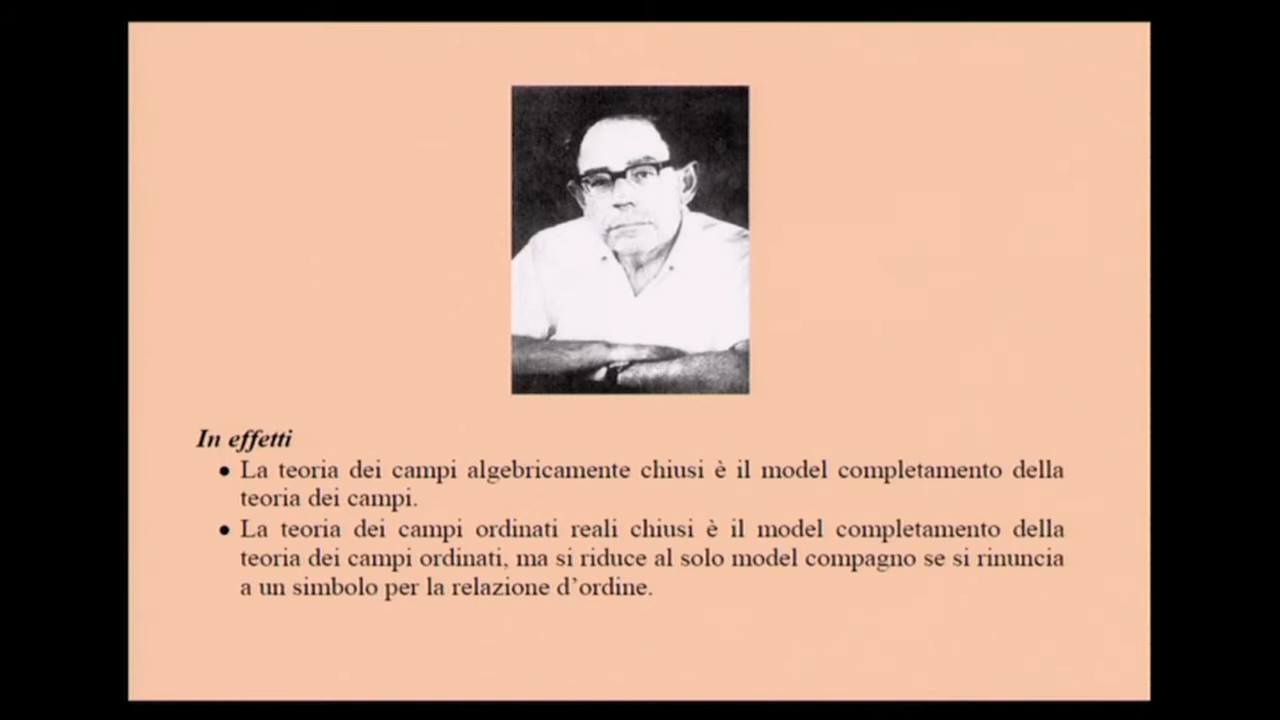 In effetti
● La teoria dei campi algebricamente chiusi è il model completamento della
teoria dei campi.
● La teoria dei campi ordinati reali chiusi è il model completamento della
teoria dei campi ordinati, ma si riduce al solo model compagno se si rinuncia
a un simbolo per la relazione d'ordine.